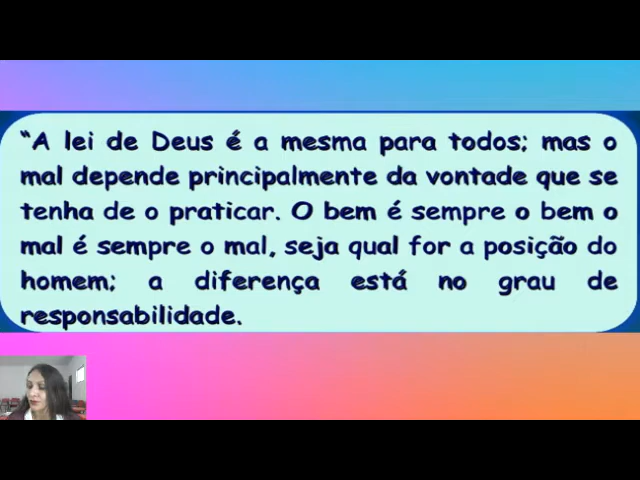 “A lei de Deus é a mesma para todos; mas o
mal depende principalmente da vontade que se
tenha de o praticar. O bem é sempre o bem o
mal é sempre o mal, seja qual for a posição do
homem; a diferença está no grau de
responsabilidade.